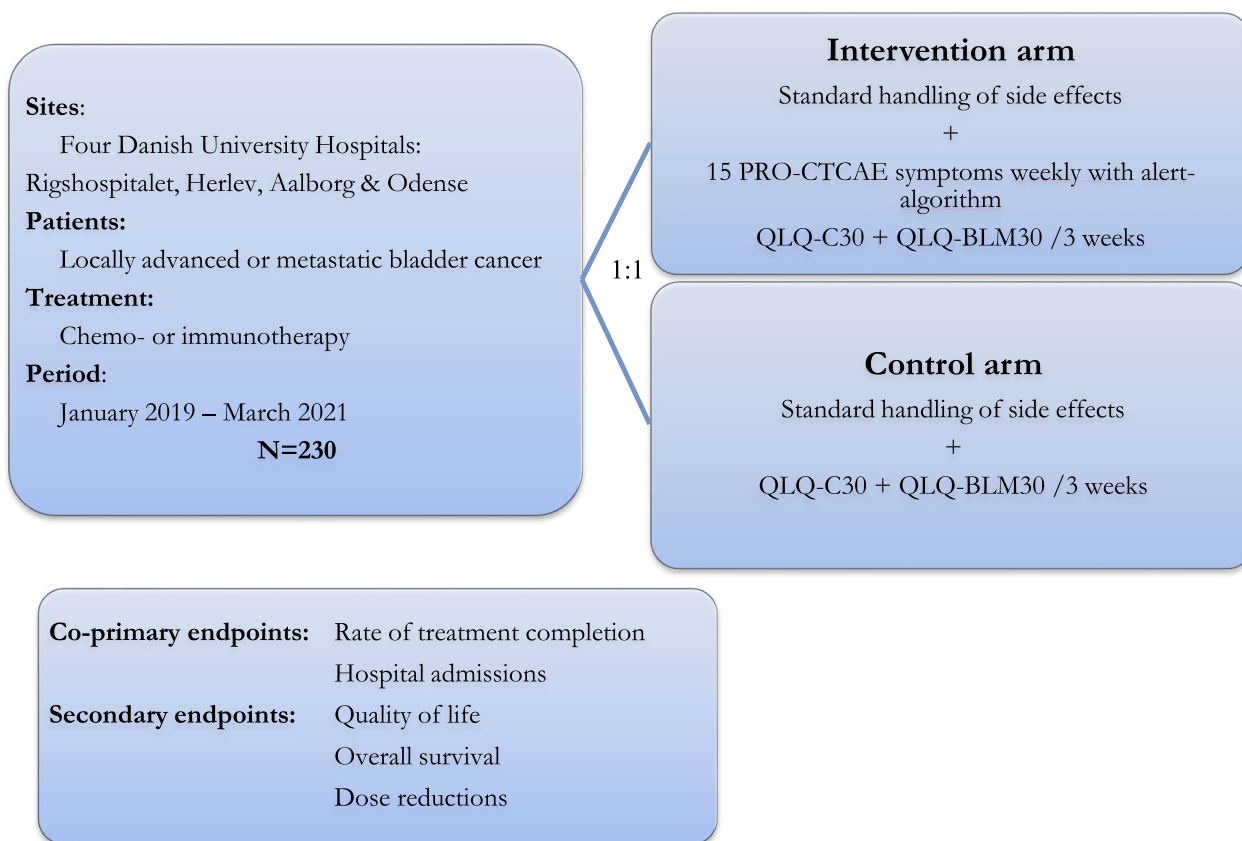 Sites:
Four Danish University Hospitals:
Rigshospitalet, Herlev, Aalborg & Odense
Patients:
Locally advanced or metastatic bladder cancer
Treatment:
Chemo- or immunotherapy
Period:
January 2019 – March 2021
N=230
1:1
Intervention arm
Standard handling of side effects
+
15 PRO-CTCAE symptoms weekly with alert-
algorithm
QLQ-C30 + QLQ-BLM30 /3 weeks
Control arm
Standard handling of side effects
+
QLQ-C30 + QLQ-BLM30 /3 weeks
Co-primary endpoints: Rate of treatment completion
Hospital admissions
Secondary endpoints: Quality of life
Overall survival
Dose reductions